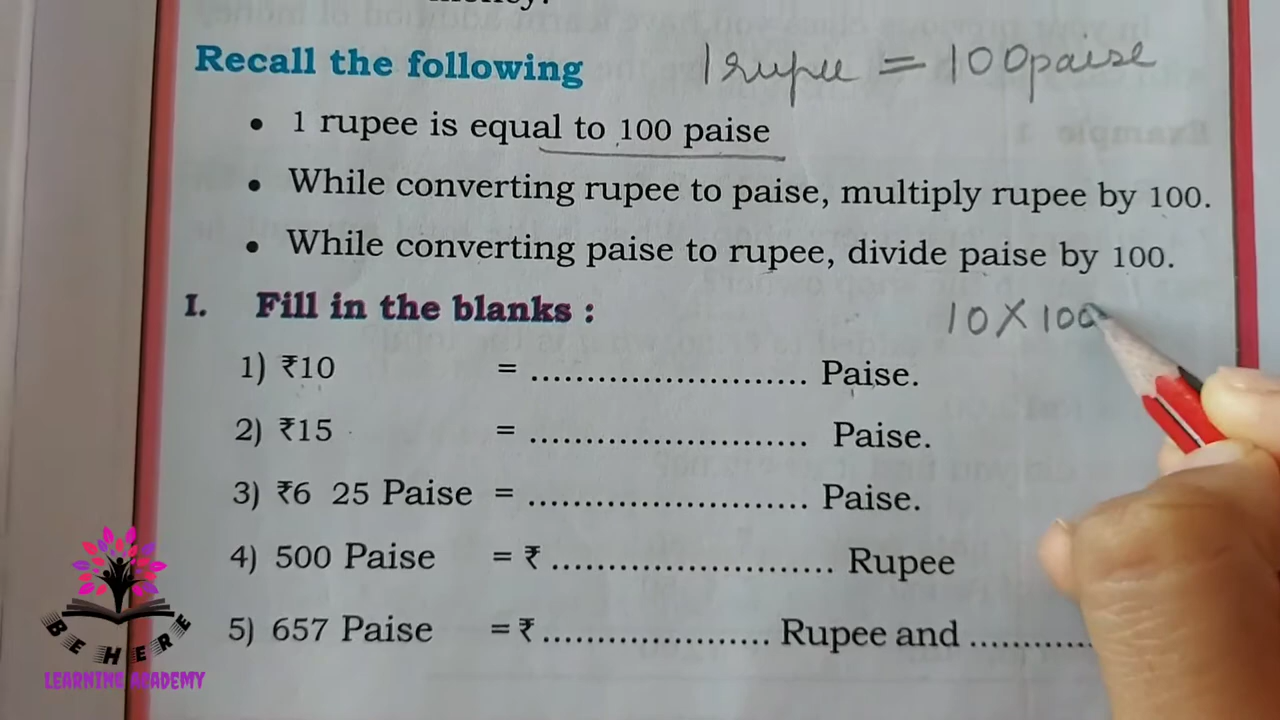 Recall the following 1 rupee = 100 paise
• 1 rupee is equal to 100 paise
• While converting rupee to paise, multiply rupee by 100.
• While converting paise to rupee, divide paise by 100.
I. Fill in the blanks :
10 X 100
1) ₹10 = ......................... Paise.
2) ₹15 = ......................... Paise.
3) ₹6 25 Paise = ......................... Paise.
4) 500 Paise = ₹ ......................... Rupee
5) 657 Paise = ₹ ..................... Rupee and ...........
BE HERE
LEARNING ACADEMY